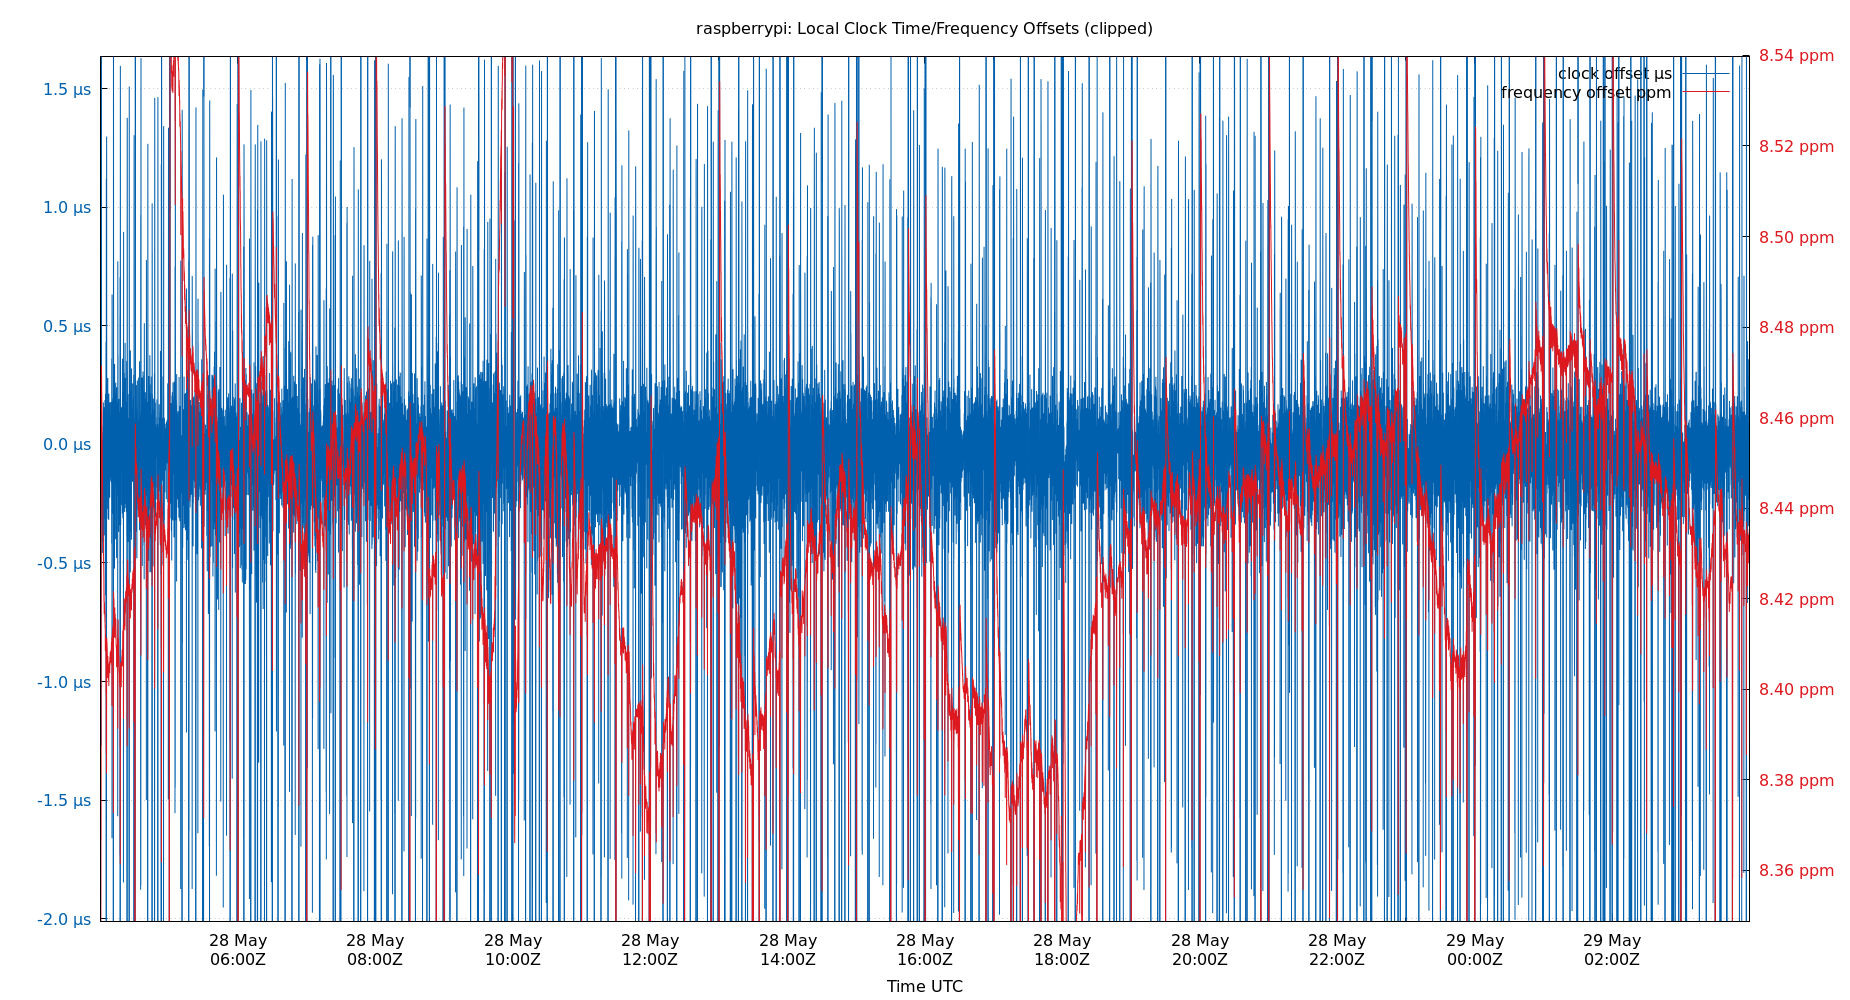 raspberrypi: Local Clock Time/Frequency Offsets (clipped)
clock offset µs
frequency offset ppm
1.5 µs
1.0 µs
0.5 µs
0.0 µs
-0.5 µs
-1.0 µs
-1.5 µs
-2.0 µs
8.54 ppm
8.52 ppm
8.50 ppm
8.48 ppm
8.46 ppm
8.44 ppm
8.42 ppm
8.40 ppm
8.38 ppm
8.36 ppm
28 May 28 May 28 May 28 May 28 May 28 May 28 May 28 May 28 May 29 May 29 May
06:00Z 08:00Z 10:00Z 12:00Z 14:00Z 16:00Z 18:00Z 20:00Z 22:00Z 00:00Z 02:00Z
Time UTC